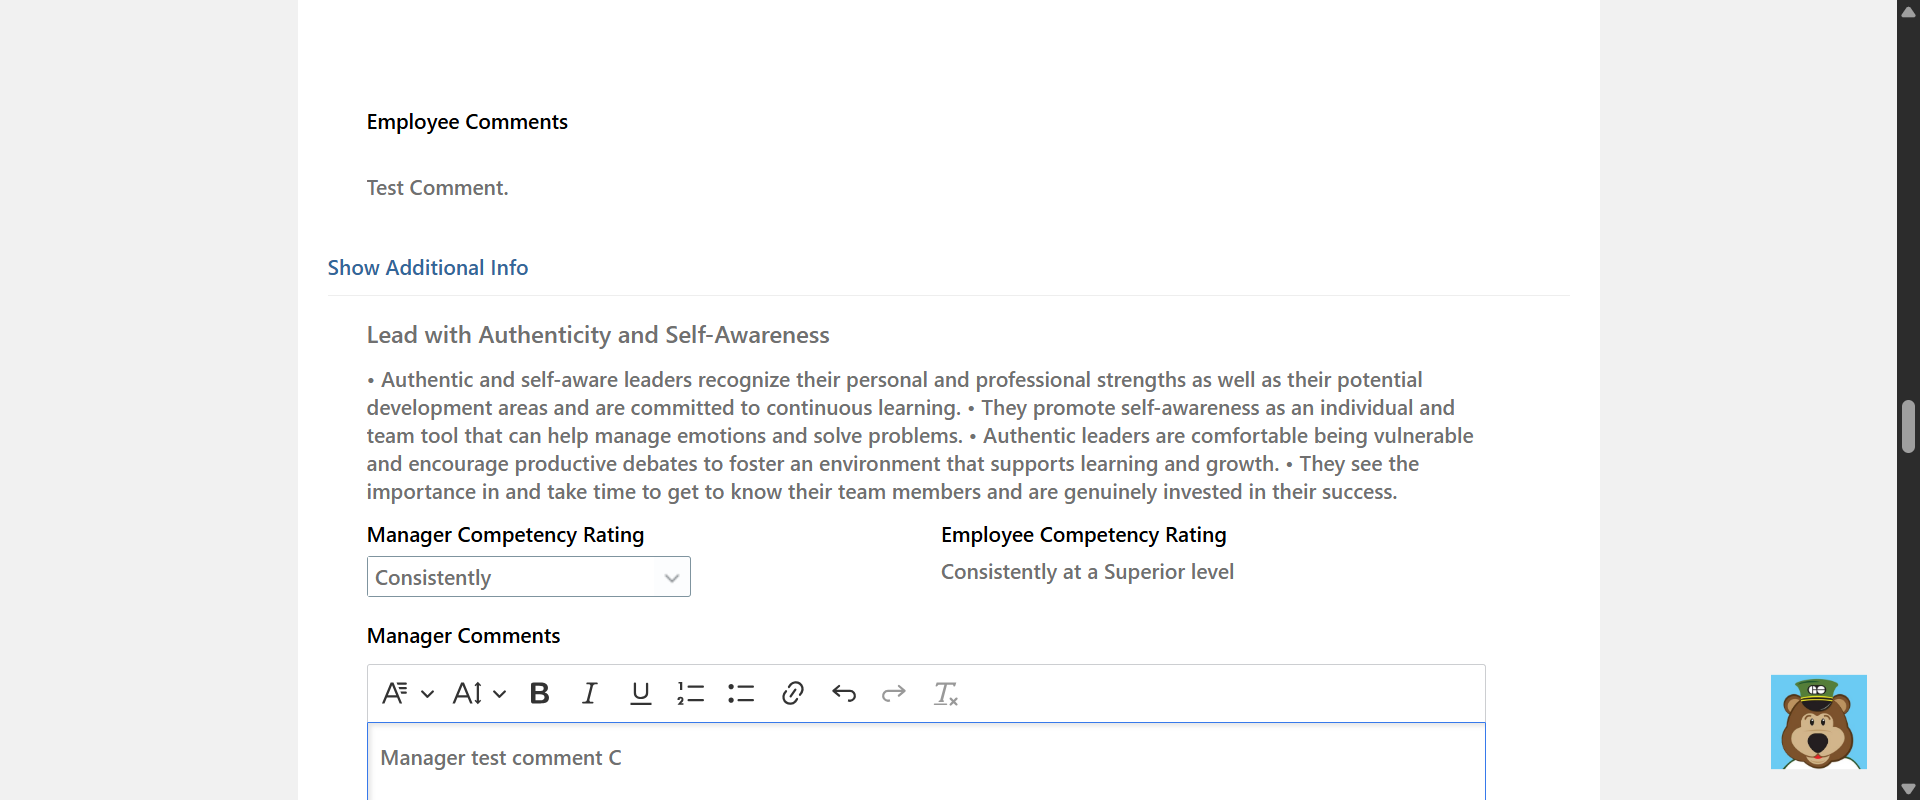 Employee Comments
Test Comment.
Show Additional Info
Lead with Authenticity and Self-Awareness
• Authentic and self-aware leaders recognize their personal and professional strengths as well as their potential
development areas and are committed to continuous learning. • They promote self-awareness as an individual and
team tool that can help manage emotions and solve problems. • Authentic leaders are comfortable being vulnerable
and encourage productive debates to foster an environment that supports learning and growth. • They see the
importance in and take time to get to know their team members and are genuinely invested in their success.
Manager Competency Rating
Employee Competency Rating
Consistently
Consistently at a Superior level
Manager Comments
Manager test comment C